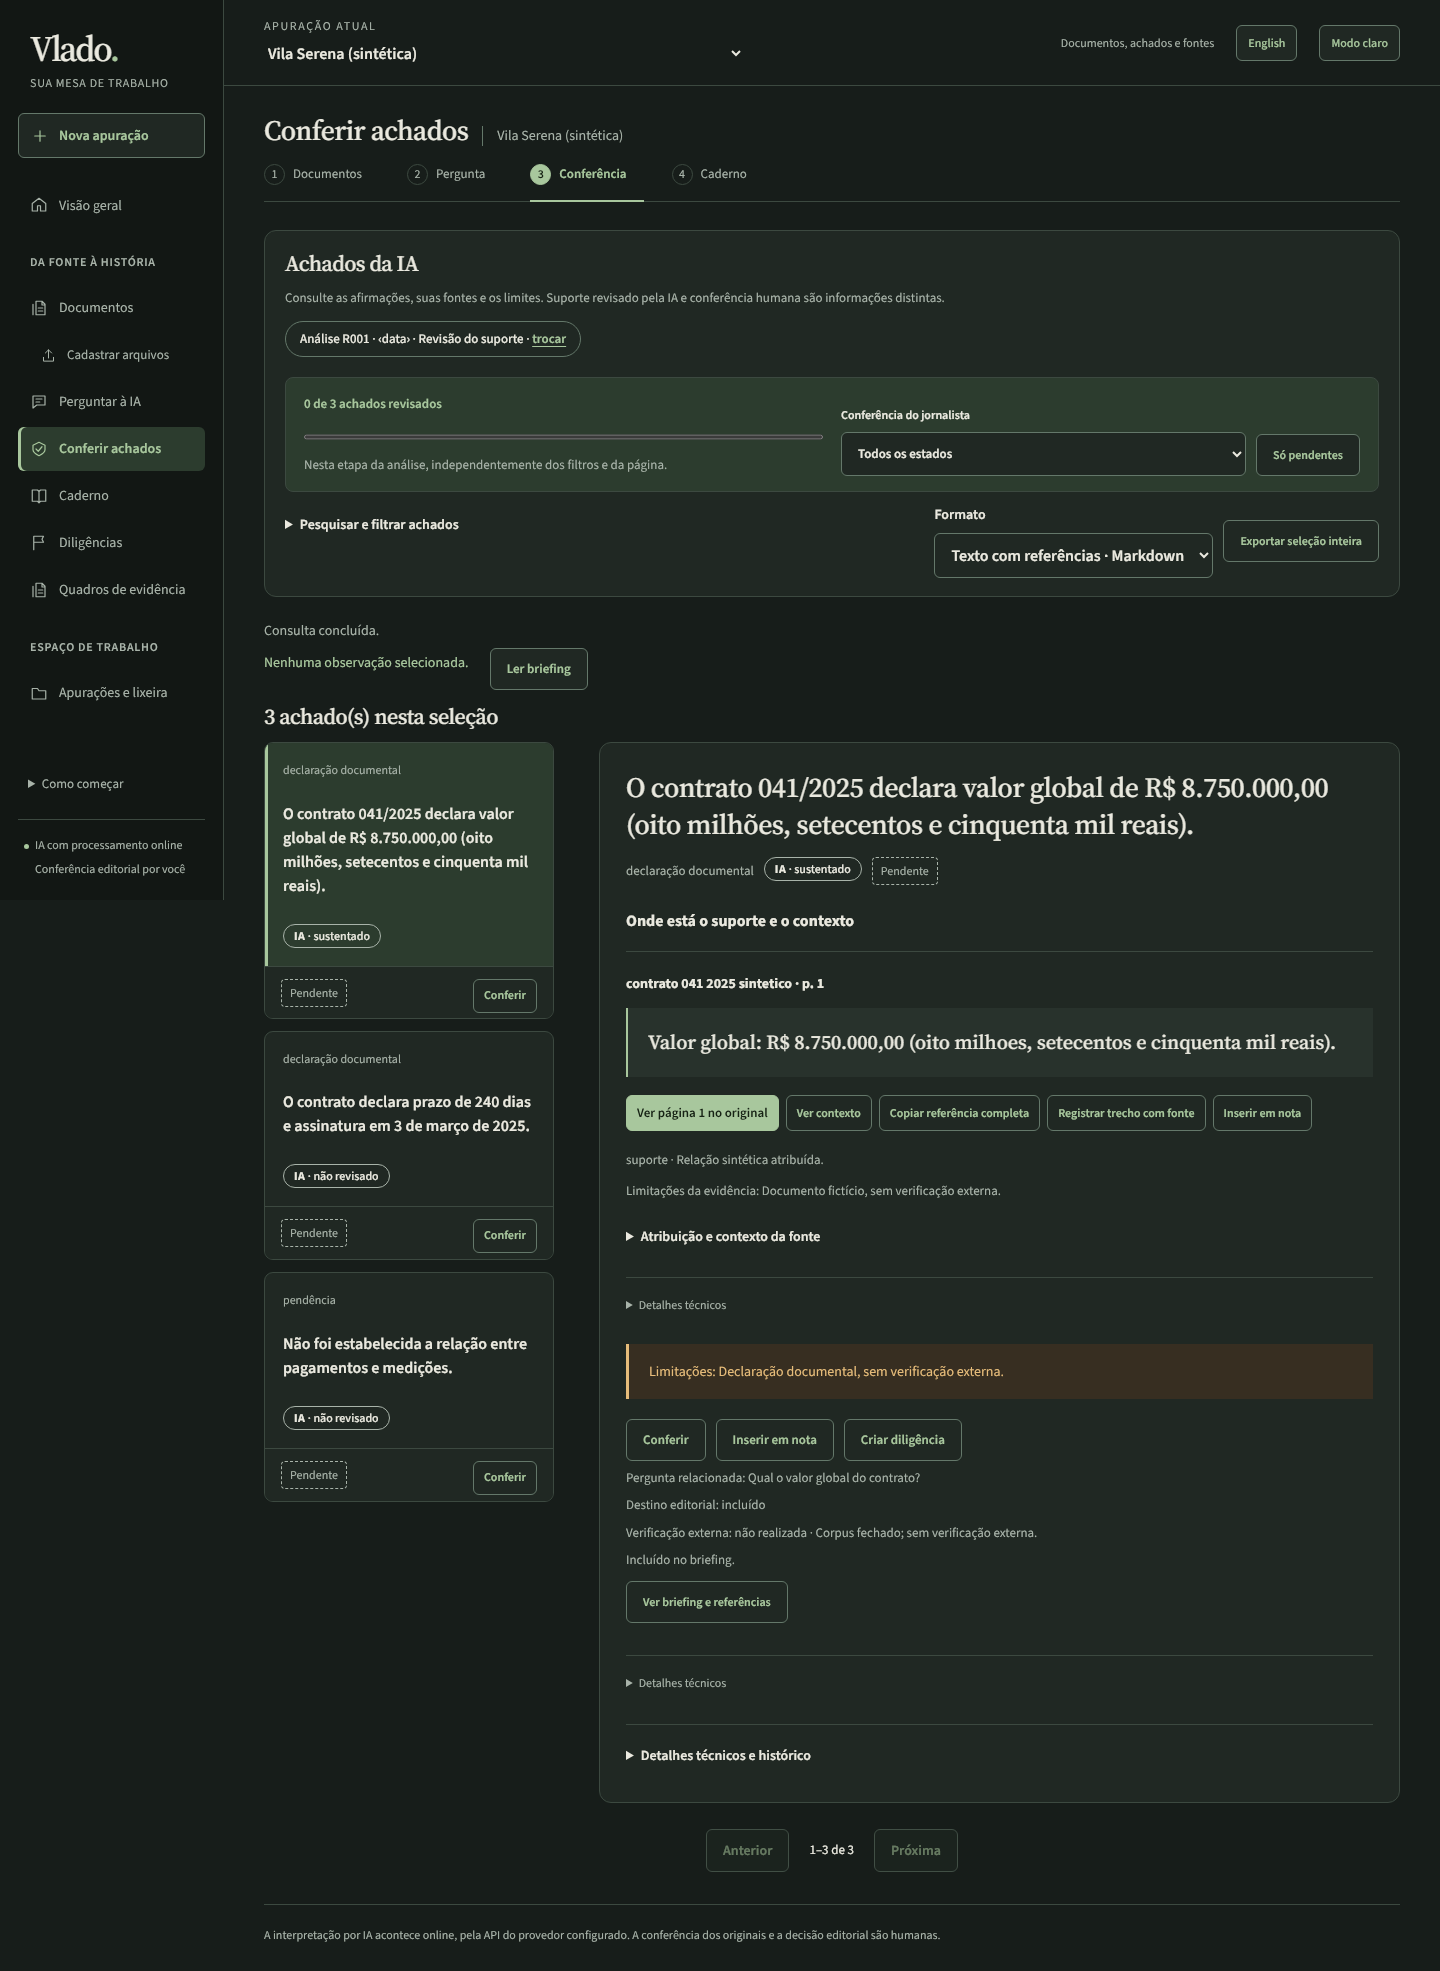 Vlado.
SUA MESA DE TRABALHO
Nova apuração
Visão geral
DA FONTE À HISTÓRIA
Documentos
Cadastrar arquivos
Perguntar à IA
Conferir achados
Caderno
Diligências
Quadros de evidência
ESPAÇO DE TRABALHO
Apurações e lixeira
Como começar
IA com processamento online
Conferência editorial por você
APURAÇÃO ATUAL
Vila Serena (sintética)
Documentos, achados e fontes
English
Modo claro
Conferir achados
Vila Serena (sintética)
1 Documentos
2 Pergunta
3 Conferência
4 Caderno
Achados da IA
Consulte as afirmações, suas fontes e os limites. Suporte revisado pela IA e conferência humana são informações distintas.
Análise R001 · ‹data› · Revisão do suporte · trocar
0 de 3 achados revisados
Nesta etapa da análise, independentemente dos filtros e da página.
Conferência do jornalista
Todos os estados
Só pendentes
Pesquisar e filtrar achados
Formato
Texto com referências · Markdown
Exportar seleção inteira
Consulta concluída.
Nenhuma observação selecionada.
Ler briefing
3 achado(s) nesta seleção
declaração documental
O contrato 041/2025 declara valor
global de R$ 8.750.000,00 (oito
milhões, setecentos e cinquenta mil
reais).
IA · sustentado
Pendente
Conferir
declaração documental
O contrato declara prazo de 240 dias
e assinatura em 3 de março de 2025.
IA · não revisado
Pendente
Conferir
pendência
Não foi estabelecida a relação entre
pagamentos e medições.
IA · não revisado
Pendente
Conferir
O contrato 041/2025 declara valor global de R$ 8.750.000,00
(oito milhões, setecentos e cinquenta mil reais).
declaração documental
IA · sustentado
Pendente
Onde está o suporte e o contexto
contrato 041 2025 sintetico · p. 1
Valor global: R$ 8.750.000,00 (oito milhoes, setecentos e cinquenta mil reais).
Ver página 1 no original
Ver contexto
Copiar referência completa
Registrar trecho com fonte
Inserir em nota
suporte · Relação sintética atribuída.
Limitações da evidência: Documento fictício, sem verificação externa.
Atribuição e contexto da fonte
Detalhes técnicos
Limitações: Declaração documental, sem verificação externa.
Conferir
Inserir em nota
Criar diligência
Pergunta relacionada: Qual o valor global do contrato?
Destino editorial: incluído
Verificação externa: não realizada · Corpus fechado; sem verificação externa.
Incluído no briefing.
Ver briefing e referências
Detalhes técnicos
Detalhes técnicos e histórico
Anterior
1–3 de 3
Próxima
A interpretação por IA acontece online, pela API do provedor configurado. A conferência dos originais e a decisão editorial são humanas.